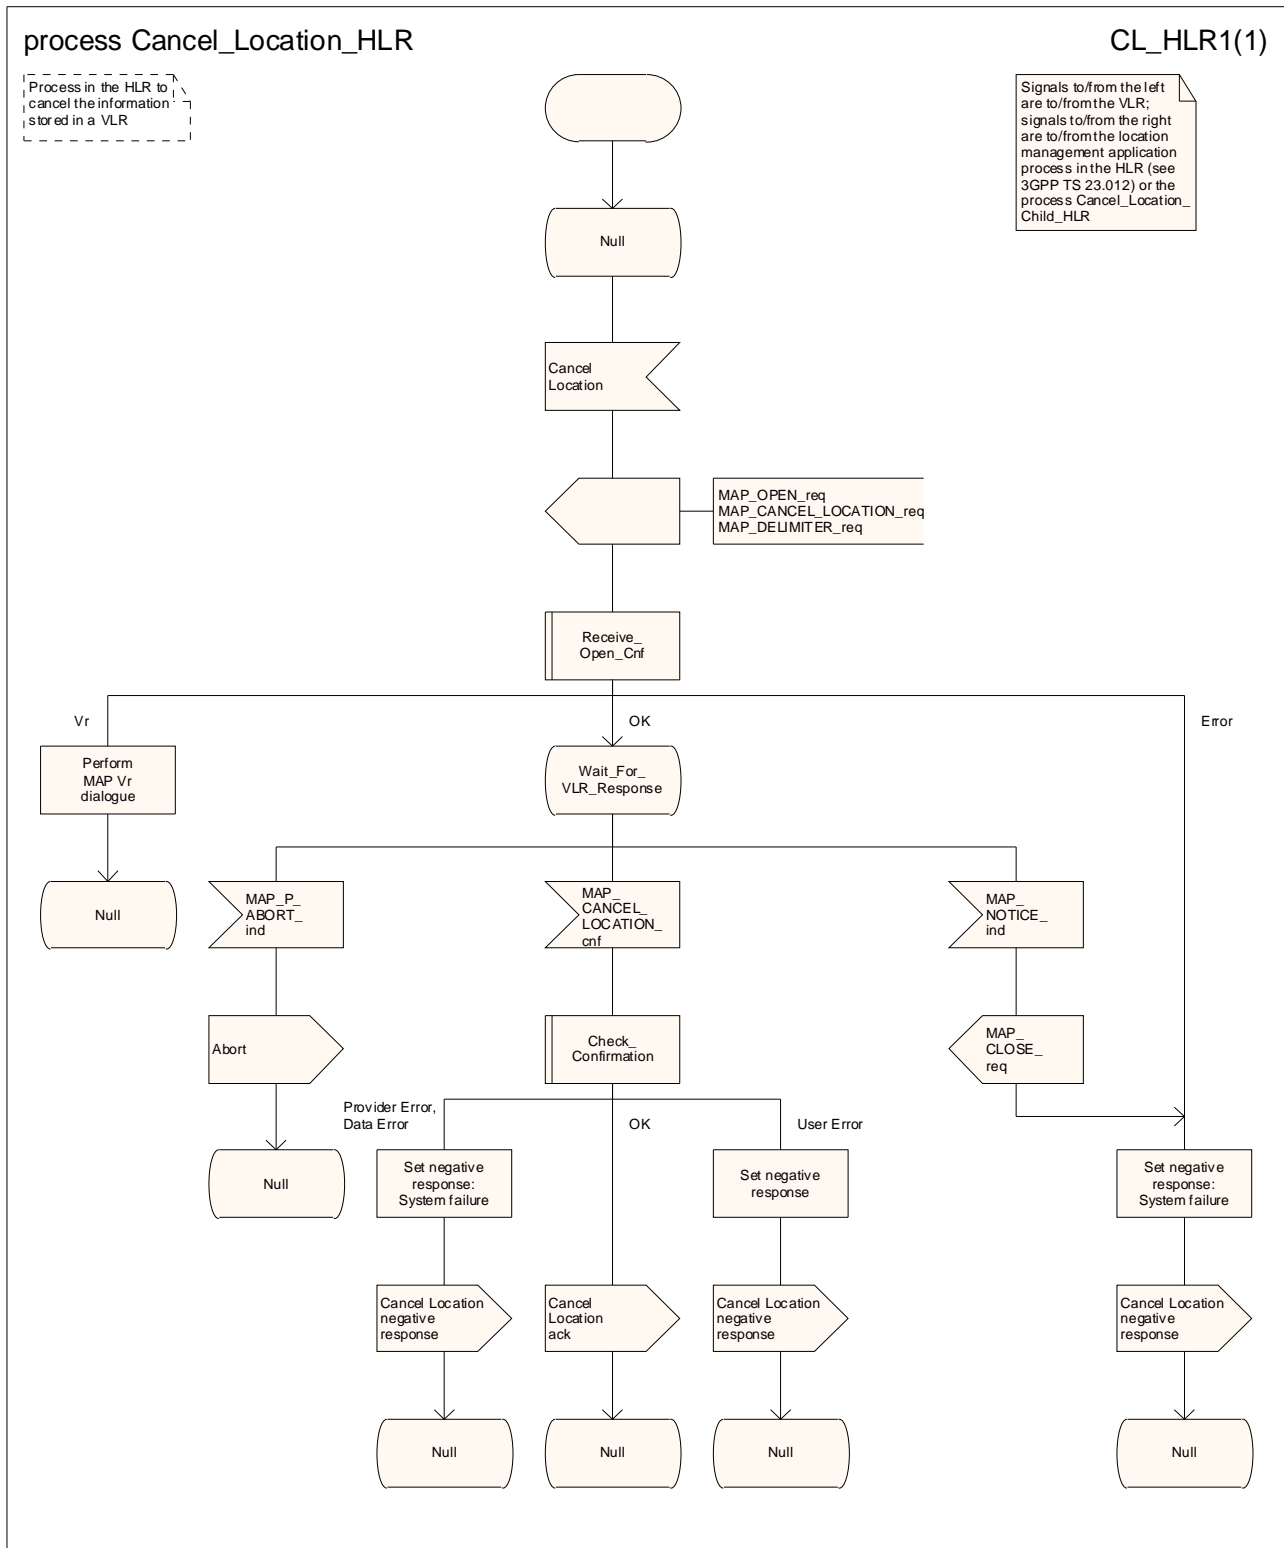 process Cancel_Location_HLR
CL_HLR1(1)
Process in the HLR to
cancel the information
stored in a VLR
Signals to/from the left
are to/from the VLR;
signals to/from the right
are to/from the location
management application
process in the HLR (see
3GPP TS 23.012) or the
process Cancel_Location_
Child_HLR
Null
Cancel
Location
MAP_OPEN_req
MAP_CANCEL_LOCATION_req
MAP_DELIMITER_req
Receive_
Open_Cnf
Vr
OK
Error
Perform
MAP Vr
dialogue
Wait_For_
VLR_Response
Null
MAP_P_
ABORT_
ind
MAP_
CANCEL_
LOCATION_
cnf
MAP_
NOTICE_
ind
Abort
Check_
Confirmation
MAP_
CLOSE_
req
Provider Error,
Data Error
OK
User Error
Null
Set negative
response:
System failure
Set negative
response
Set negative
response:
System failure
Cancel Location
negative
response
Cancel
Location
ack
Cancel Location
negative
response
Cancel Location
negative
response
Null
Null
Null
Null